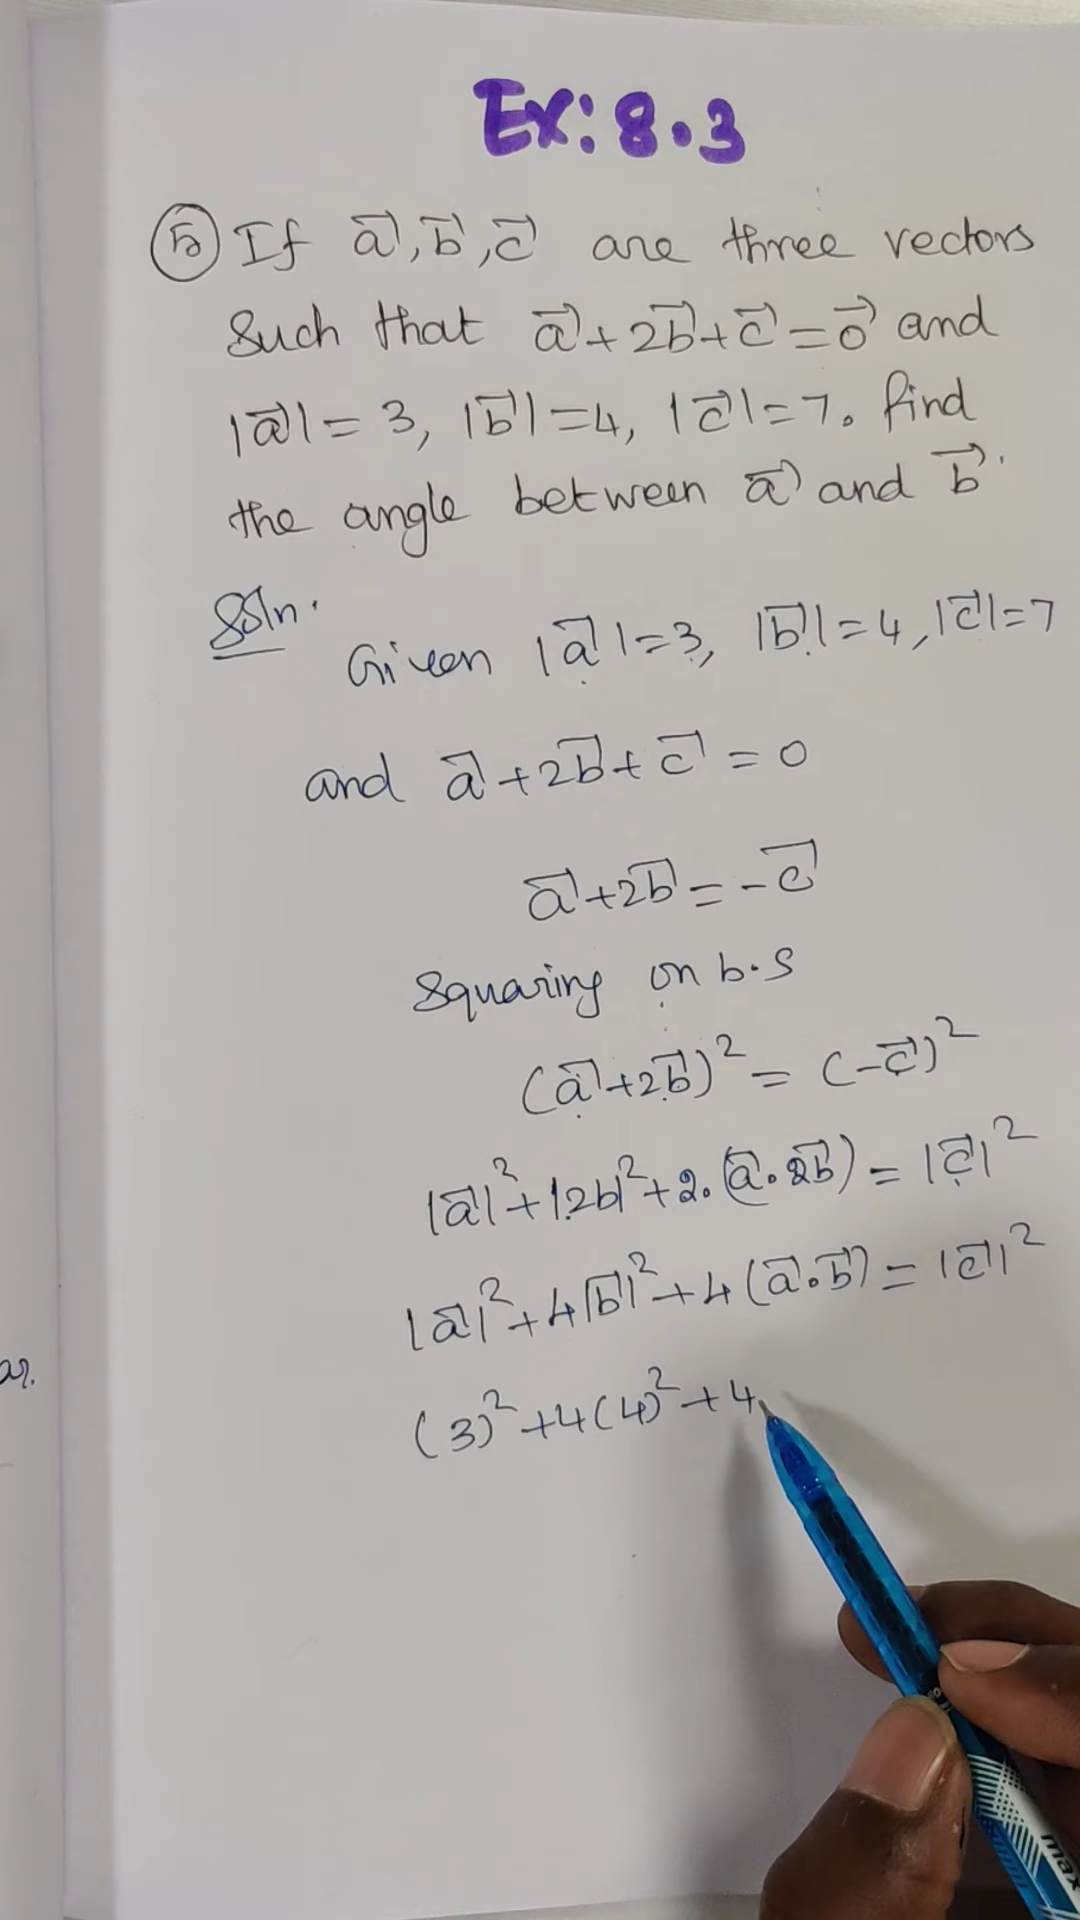 Ex: 8.3
⑤ If a⃗, b⃗, c⃗ are three vectors
Such that a⃗ + 2b⃗ + c⃗ = 0⃗ and
|a⃗| = 3, |b⃗| = 4, |c⃗| = 7. find
the angle between a⃗ and b⃗.
Soln.
Given |a⃗| = 3, |b⃗| = 4, |c⃗| = 7
and a⃗ + 2b⃗ + c⃗ = 0
a⃗ + 2b⃗ = -c⃗
Squaring on b.s
(a⃗ + 2b⃗)² = (-c⃗)²
|a⃗|² + |2b|² + 2.(a⃗.2b⃗) = |c⃗|²
|a⃗|² + 4|b⃗|² + 4(a⃗.b⃗) = |c⃗|²
(3)² + 4(4)² + 4
max